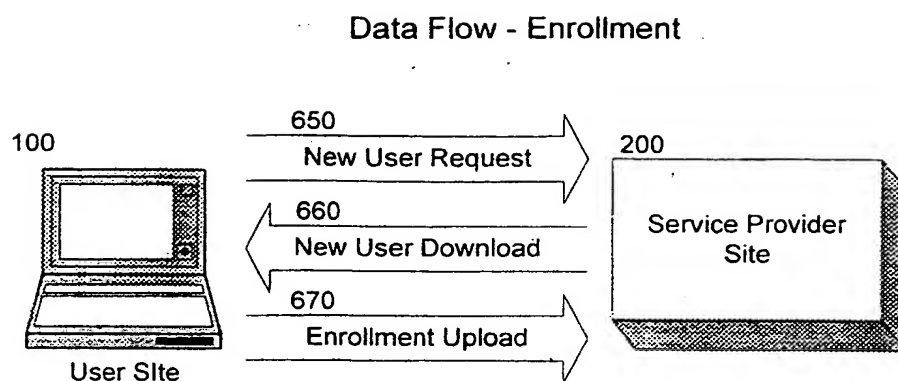 Data Flow - Enrollment
100
650
New User Request
200
660
New User Download
Service Provider
Site
670
Enrollment Upload
User SIte